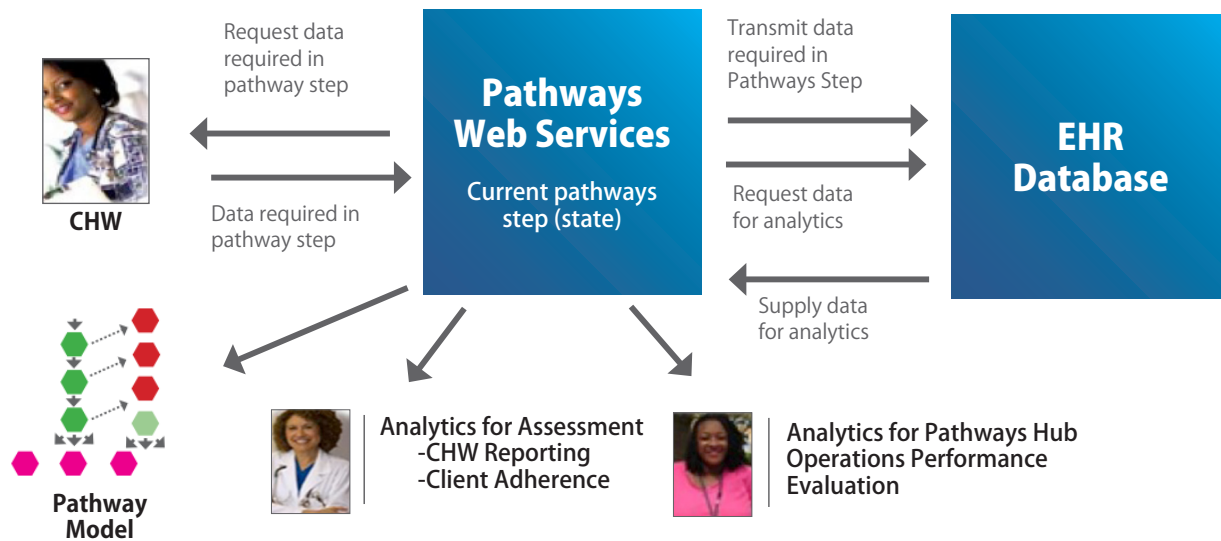 Request data
required in
pathway step
CHW
Data required in
pathway step
Pathways
Web Services
Current pathways
step (state)
Transmit data
required in
Pathways Step
Request data
for analytics
Supply data
for analytics
EHR
Database
Pathway
Model
Analytics for Assessment
-CHW Reporting
-Client Adherence
Analytics for Pathways Hub
Operations Performance
Evaluation